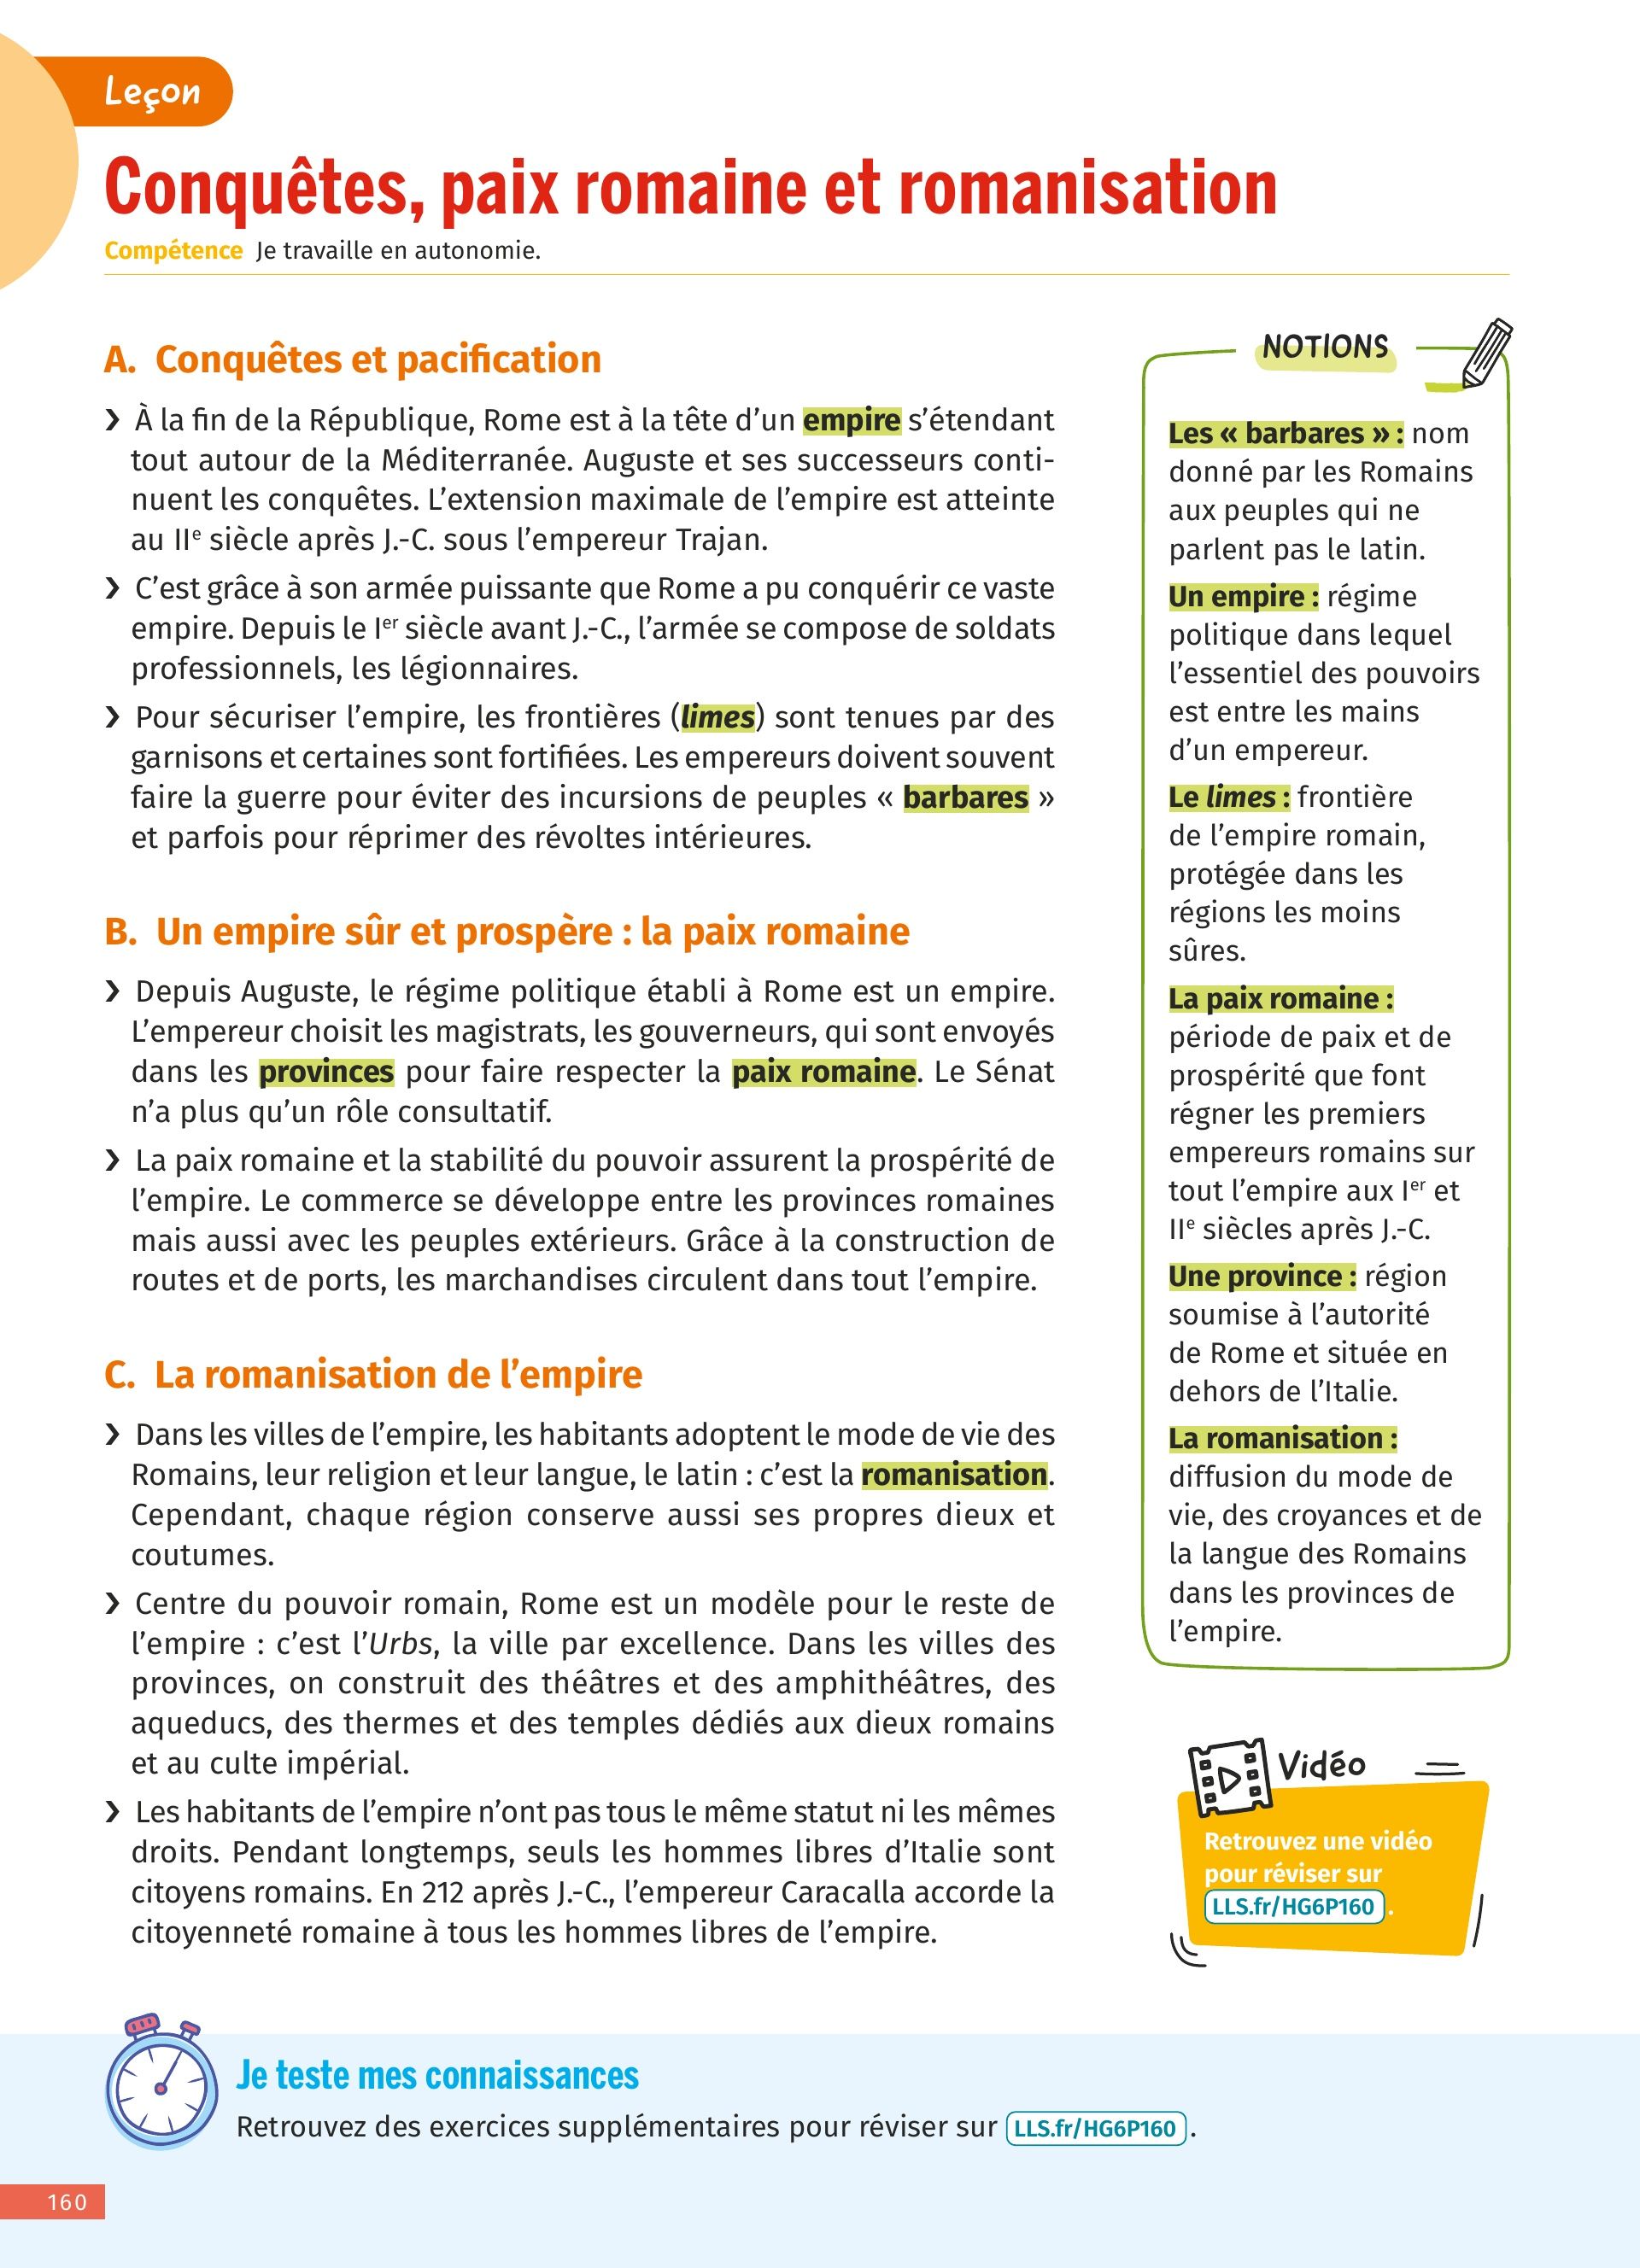 Leçon
Conquêtes, paix romaine et romanisation
Compétence Je travaille en autonomie.
A. Conquêtes et pacification
❯ À la fin de la République, Rome est à la tête d’un empire s’étendant
tout autour de la Méditerranée. Auguste et ses successeurs conti-
nuent les conquêtes. L’extension maximale de l’empire est atteinte
au IIe siècle après J.-C. sous l’empereur Trajan.
❯ C’est grâce à son armée puissante que Rome a pu conquérir ce vaste
empire. Depuis le Ier siècle avant J.-C., l’armée se compose de soldats
professionnels, les légionnaires.
❯ Pour sécuriser l’empire, les frontières (limes) sont tenues par des
garnisons et certaines sont fortifiées. Les empereurs doivent souvent
faire la guerre pour éviter des incursions de peuples « barbares »
et parfois pour réprimer des révoltes intérieures.
B. Un empire sûr et prospère : la paix romaine
❯ Depuis Auguste, le régime politique établi à Rome est un empire.
L’empereur choisit les magistrats, les gouverneurs, qui sont envoyés
dans les provinces pour faire respecter la paix romaine. Le Sénat
n’a plus qu’un rôle consultatif.
❯ La paix romaine et la stabilité du pouvoir assurent la prospérité de
l’empire. Le commerce se développe entre les provinces romaines
mais aussi avec les peuples extérieurs. Grâce à la construction de
routes et de ports, les marchandises circulent dans tout l’empire.
C. La romanisation de l’empire
❯ Dans les villes de l’empire, les habitants adoptent le mode de vie des
Romains, leur religion et leur langue, le latin : c’est la romanisation.
Cependant, chaque région conserve aussi ses propres dieux et
coutumes.
❯ Centre du pouvoir romain, Rome est un modèle pour le reste de
l’empire : c’est l’Urbs, la ville par excellence. Dans les villes des
provinces, on construit des théâtres et des amphithéâtres, des
aqueducs, des thermes et des temples dédiés aux dieux romains
et au culte impérial.
❯ Les habitants de l’empire n’ont pas tous le même statut ni les mêmes
droits. Pendant longtemps, seuls les hommes libres d’Italie sont
citoyens romains. En 212 après J.-C., l’empereur Caracalla accorde la
citoyenneté romaine à tous les hommes libres de l’empire.
NOTIONS
Les « barbares » : nom
donné par les Romains
aux peuples qui ne
parlent pas le latin.
Un empire : régime
politique dans lequel
l’essentiel des pouvoirs
est entre les mains
d’un empereur.
Le limes : frontière
de l’empire romain,
protégée dans les
régions les moins
sûres.
La paix romaine :
période de paix et de
prospérité que font
régner les premiers
empereurs romains sur
tout l’empire aux Ier et
IIe siècles après J.-C.
Une province : région
soumise à l’autorité
de Rome et située en
dehors de l’Italie.
La romanisation :
diffusion du mode de
vie, des croyances et de
la langue des Romains
dans les provinces de
l’empire.
Vidéo
Retrouvez une vidéo
pour réviser sur
LLS.fr/HG6P160 .
Je teste mes connaissances
Retrouvez des exercices supplémentaires pour réviser sur LLS.fr/HG6P160 .
160